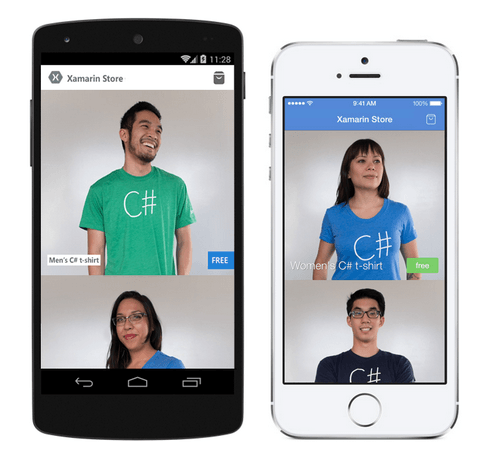 11:28
Xamarin Store
C#
Men's C# t-shirt
FREE
9:41 AM
100%
Xamarin Store
C#
Women's C# t-shirt
free
C#